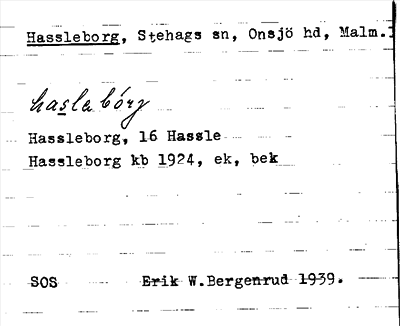 Hassleborg, Stehags sn, Onsjö hd, Malm.l
hasla bórg
Hassleborg, 16 Hassle
Hassleborg kb 1924, ek, bek
SOS Erik W.Bergenrud 1939.